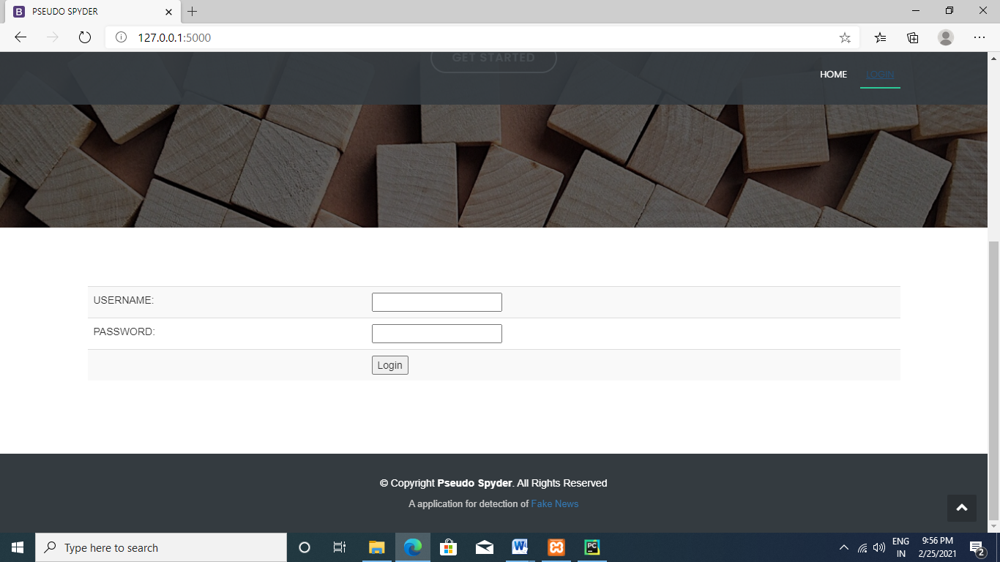 PSEUDO SPYDER
127.0.0.1:5000
GET STARTED
HOME LOGIN
USERNAME:
PASSWORD:
Login
© Copyright Pseudo Spyder. All Rights Reserved
A application for detection of Fake News
Type here to search
ENG
IN
9:56 PM
2/25/2021
2